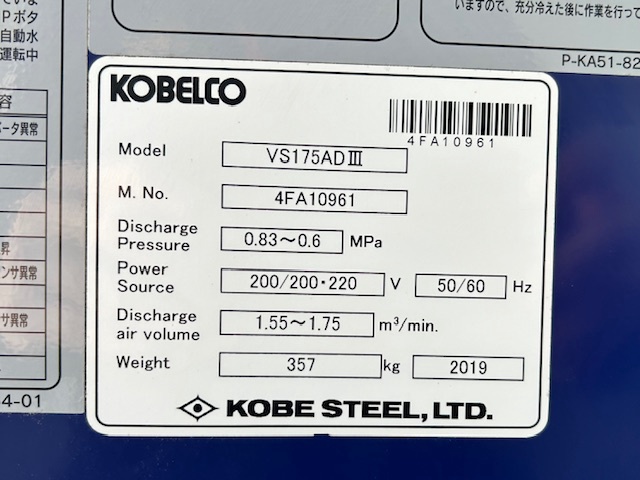 Pボタ
自動水
運転中
いますので、充分冷えた後に作業を行って
P-KA51-82
容
ータ異常
昇
ンサ異常
サ異常
4-01
KOBELCO
4FA10961
Model VS175ADⅢ
M. No. 4FA10961
Discharge
Pressure 0.83～0.6 MPa
Power
Source 200/200・220 V 50/60 Hz
Discharge
air volume 1.55～1.75 m³/min.
Weight 357 kg 2019
KOBE STEEL, LTD.